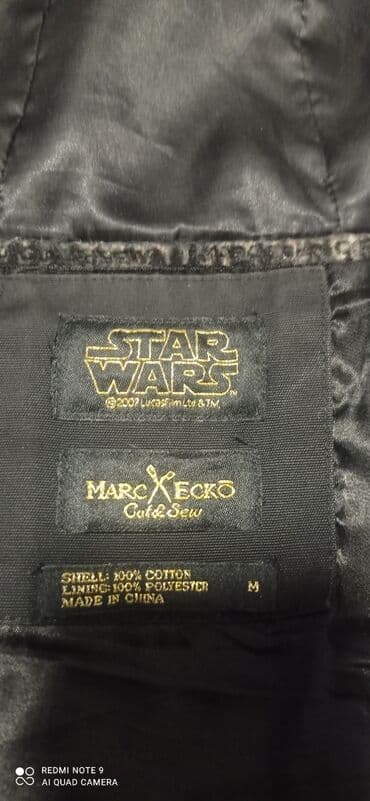 STAR
WARS
TM
©2007 Lucasfilm Ltd & TM.
MARC ECKŌ
Cut & Sew
SHELL: 100% COTTON
LINING: 100% POLYESTER M
MADE IN CHINA
REDMI NOTE 9
AI QUAD CAMERA